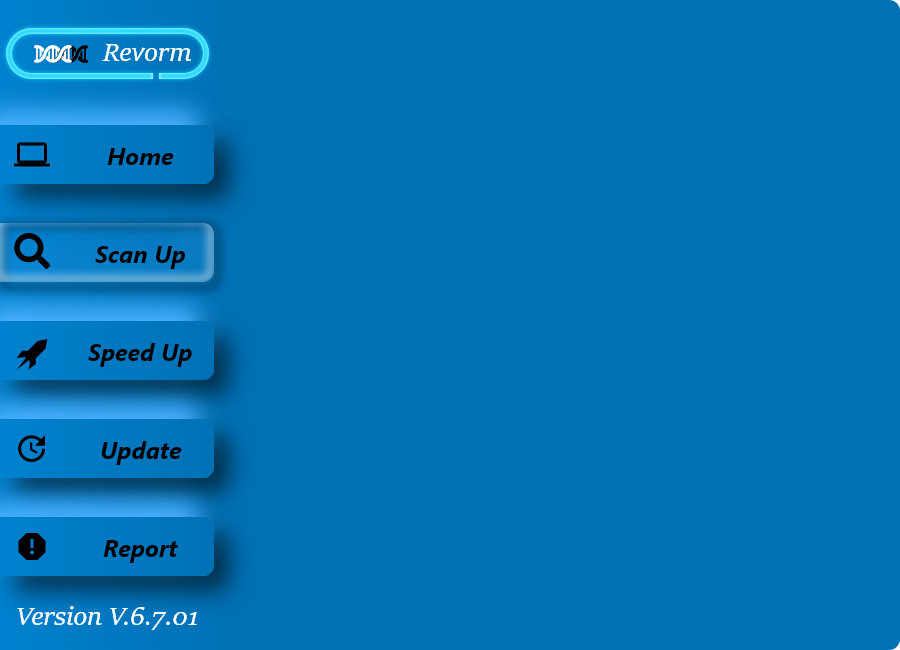 Revorm
Home
Scan Up
Speed Up
Update
Report
Version V.6.7.01